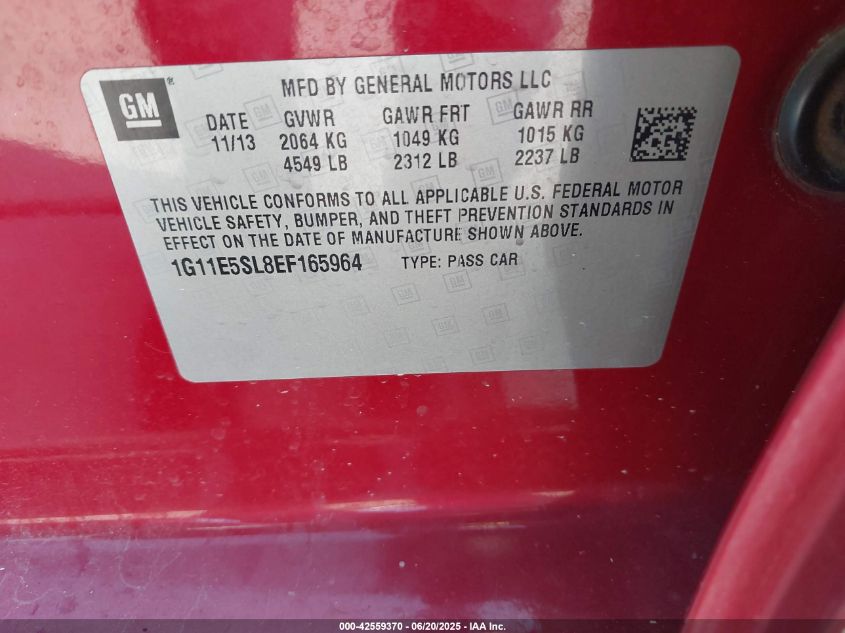 GM®
MFD BY GENERAL MOTORS LLC
DATE GVWR GAWR FRT GAWR RR
11/13 2064 KG 1049 KG 1015 KG
4549 LB 2312 LB 2237 LB
THIS VEHICLE CONFORMS TO ALL APPLICABLE U.S. FEDERAL MOTOR
VEHICLE SAFETY, BUMPER, AND THEFT PREVENTION STANDARDS IN
EFFECT ON THE DATE OF MANUFACTURE SHOWN ABOVE.
1G11E5SL8EF165964 TYPE: PASS CAR
000-42559370 - 06/20/2025 - IAA Inc.